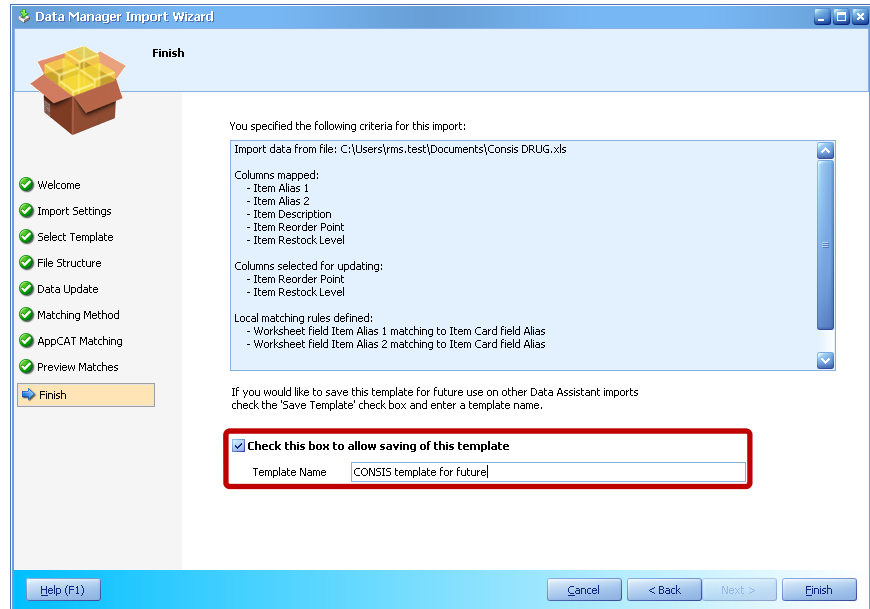 Data Manager Import Wizard
Finish
You specified the following criteria for this import:
Import data from file: C:\Users\rms.test\Documents\Consis DRUG.xls
Columns mapped:
- Item Alias 1
- Item Alias 2
- Item Description
- Item Reorder Point
- Item Restock Level
Columns selected for updating:
- Item Reorder Point
- Item Restock Level
Local matching rules defined:
- Worksheet field Item Alias 1 matching to Item Card field Alias
- Worksheet field Item Alias 2 matching to Item Card field Alias
Welcome
Import Settings
Select Template
File Structure
Data Update
Matching Method
AppCAT Matching
Preview Matches
Finish
If you would like to save this template for future use on other Data Assistant imports
check the 'Save Template' check box and enter a template name.
Check this box to allow saving of this template
Template Name CONSIS template for future
Help (F1) Cancel < Back Next > Finish